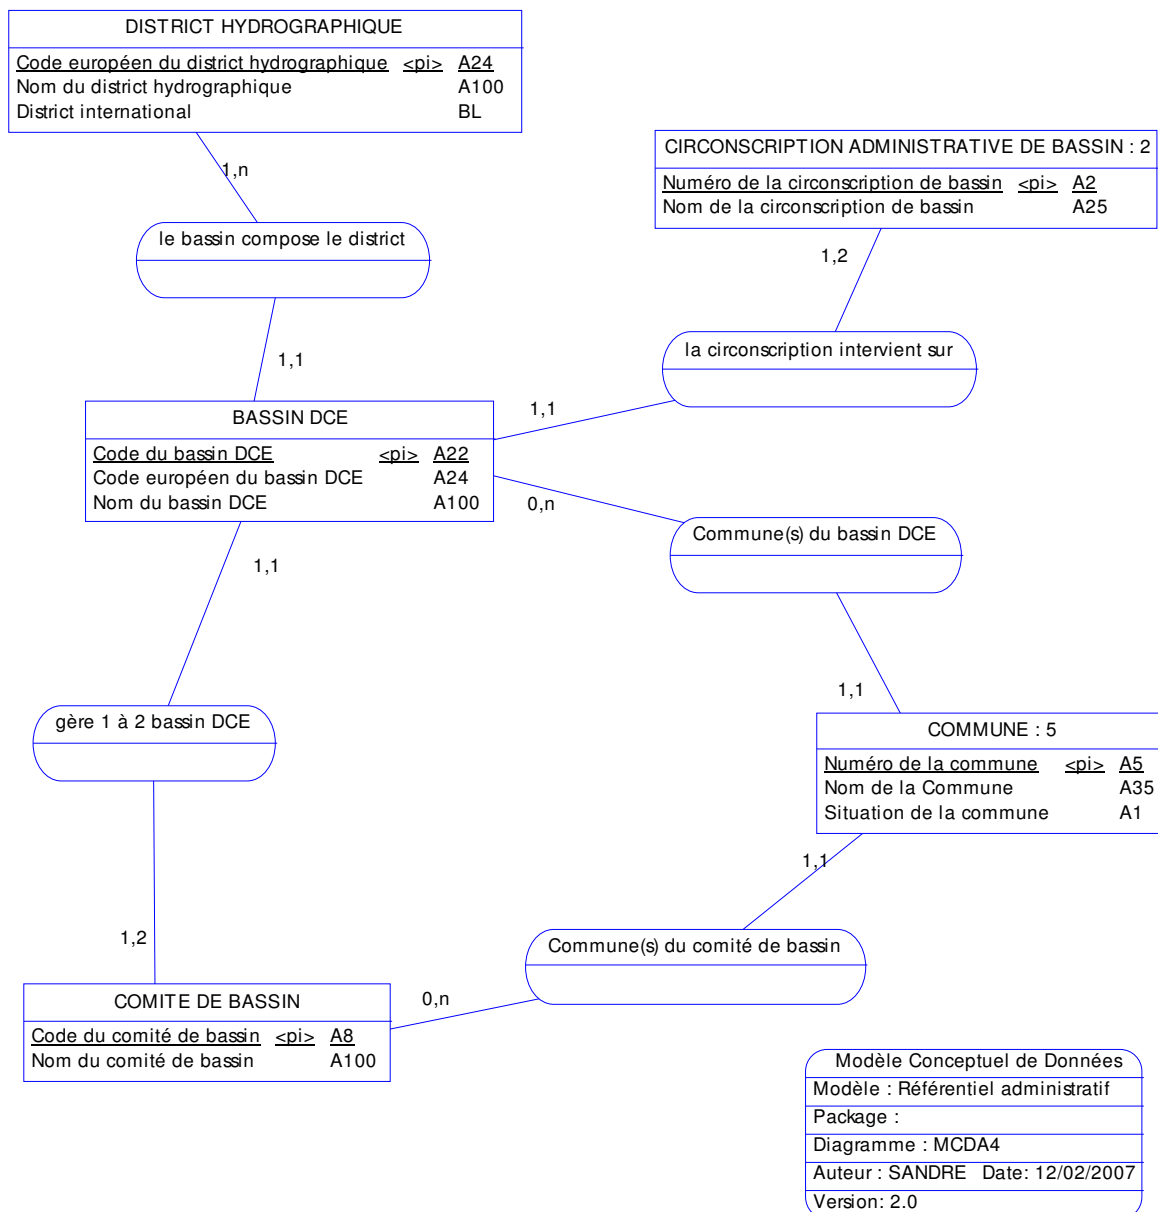 DISTRICT HYDROGRAPHIQUE
Code européen du district hydrographique <pi> A24
Nom du district hydrographique A100
District international BL
1,n
le bassin compose le district
1,1
CIRCONSCRIPTION ADMINISTRATIVE DE BASSIN : 2
Numéro de la circonscription de bassin <pi> A2
Nom de la circonscription de bassin A25
1,2
la circonscription intervient sur
1,1
BASSIN DCE
Code du bassin DCE <pi> A22
Code européen du bassin DCE A24
Nom du bassin DCE A100
0,n
Commune(s) du bassin DCE
1,1
1,1
gère 1 à 2 bassin DCE
1,2
COMMUNE : 5
Numéro de la commune <pi> A5
Nom de la Commune A35
Situation de la commune A1
1,1
Commune(s) du comité de bassin
0,n
COMITE DE BASSIN
Code du comité de bassin <pi> A8
Nom du comité de bassin A100
Modèle Conceptuel de Données
Modèle : Référentiel administratif
Package :
Diagramme : MCDA4
Auteur : SANDRE Date: 12/02/2007
Version: 2.0